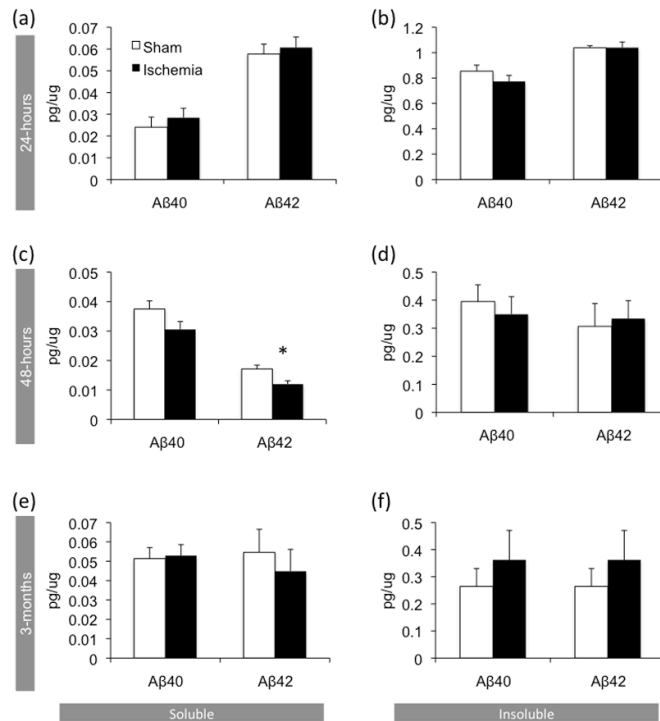 (a)
0.07
0.06
0.05
0.04
0.03
0.02
0.01
0
pg/ug
Sham
Ischemia
Aß40 Aß42
(b)
1.2
1
0.8
0.6
0.4
0.2
0
pg/ug
Aß40 Aß42
24-hours
(c)
0.05
0.04
0.03
0.02
0.01
0
pg/ug
*
Aβ40 Aβ42
(d)
0.5
0.4
0.3
0.2
0.1
0
pg/ug
Aβ40 Aβ42
48-hours
(e)
0.07
0.06
0.05
0.04
0.03
0.02
0.01
0
pg/ug
Aβ40 Aβ42
(f)
0.5
0.4
0.3
0.2
0.1
0
pg/ug
Aβ40 Aβ42
3-months
Soluble
Insoluble